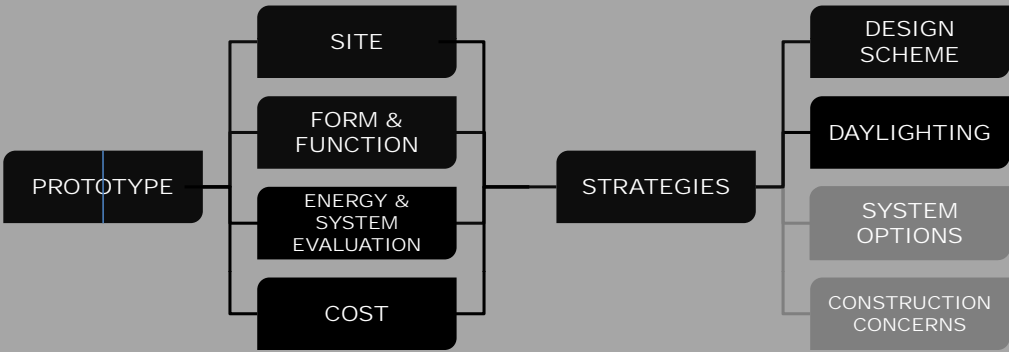 PROTOTYPE
SITE
FORM &
FUNCTION
ENERGY &
SYSTEM
EVALUATION
COST
STRATEGIES
DESIGN
SCHEME
DAYLIGHTING
SYSTEM
OPTIONS
CONSTRUCTION
CONCERNS